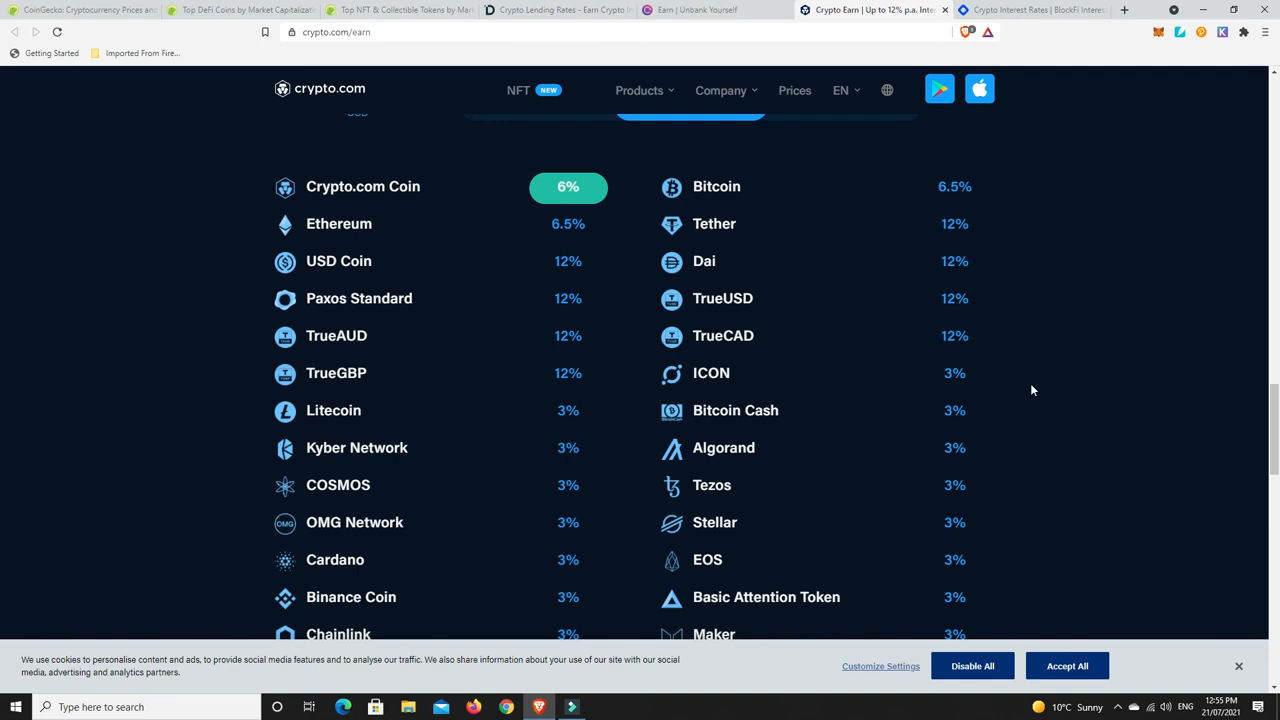 CoinGecko: Cryptocurrency Prices and
Top DeFi Coins by Market Capitalizatio
Top NFT & Collectible Tokens by Mark
Crypto Lending Rates - Earn Crypto In
Earn | Unbank Yourself
Crypto Earn | Up to 12% p.a. Inter
Crypto Interest Rates | BlockFi Interest
crypto.com/earn
Getting Started
Imported From Fire...
crypto.com
NFT NEW
Products
Company
Prices
EN
Crypto.com Coin 6% Bitcoin 6.5%
Ethereum 6.5% Tether 12%
USD Coin 12% Dai 12%
Paxos Standard 12% TrueUSD 12%
TrueAUD 12% TrueCAD 12%
TrueGBP 12% ICON 3%
Litecoin 3% Bitcoin Cash 3%
Kyber Network 3% Algorand 3%
COSMOS 3% Tezos 3%
OMG Network 3% Stellar 3%
Cardano 3% EOS 3%
Binance Coin 3% Basic Attention Token 3%
Chainlink 3% Maker 3%
We use cookies to personalise content and ads, to provide social media features and to analyse our traffic. We also share information about your use of our site with our social
media, advertising and analytics partners.
Customize Settings
Disable All
Accept All
Type here to search
10°C Sunny
ENG
12:55 PM
21/07/2021